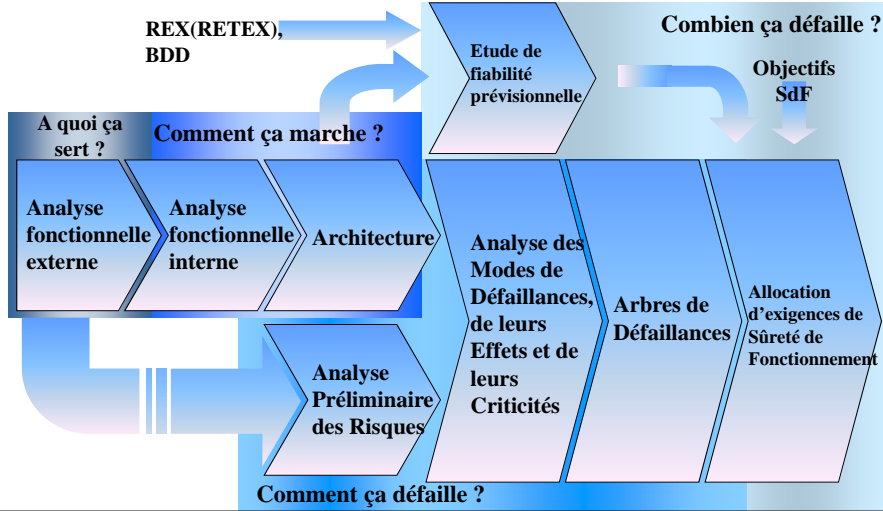 REX(RETEX),
BDD
Combien ça défaille ?
Etude de
fiabilité
prévisionnelle
Objectifs
SdF
A quoi ça
sert ?
Comment ça marche ?
Analyse
fonctionnelle
externe
Analyse
fonctionnelle
interne
Architecture
Analyse des
Modes de
Défaillances,
de leurs
Effets et de
leurs
Criticités
Arbres de
Défaillances
Allocation
d'exigences de
Sûreté de
Fonctionnement
Analyse
Préliminaire
des Risques
Comment ça défaille ?